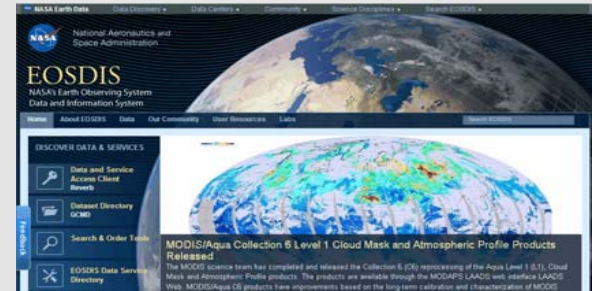 NASA Earth Data Data Discovery Data Centers Community Science Disciplines Search EOSDIS
NASA
National Aeronautics and
Space Administration
EOSDIS
NASA's Earth Observing System
Data and Information System
Home About EOSDIS Data Our Community User Resources Labs Search EOSDIS
DISCOVER DATA & SERVICES
Data and Service
Access Client
Reverb
Dataset Directory
GCMD
Search & Order Tools
EOSDIS Data Service
Directory
Feedback
MODIS/Aqua Collection 6 Level 1 Cloud Mask and Atmospheric Profile Products
Released
The MODIS science team has completed and released the Collection 6 (C6) reprocessing of the Aqua Level 1 (L1), Cloud
Mask and Atmospheric Profile products. The products are available through the MODAPS LAADS web interface LAADS
Web. MODIS/Aqua C6 products have improvements based on the long-term calibration and characterization of MODIS